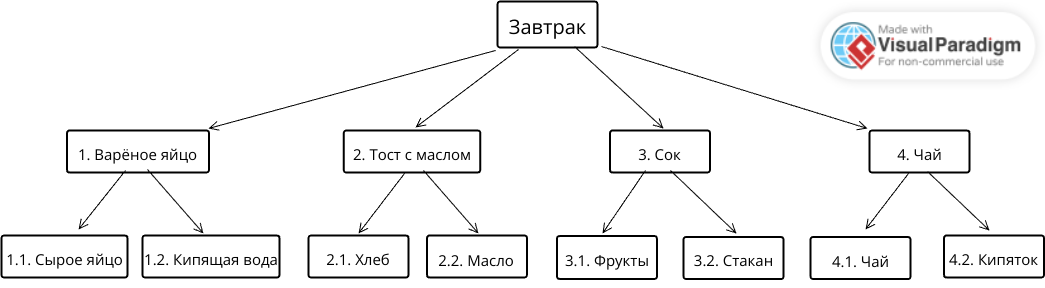 Завтрак
Made with
Visual Paradigm
For non-commercial use
1. Варёное яйцо
2. Тост с маслом
3. Сок
4. Чай
1.1. Сырое яйцо
1.2. Кипящая вода
2.1. Хлеб
2.2. Масло
3.1. Фрукты
3.2. Стакан
4.1. Чай
4.2. Кипяток